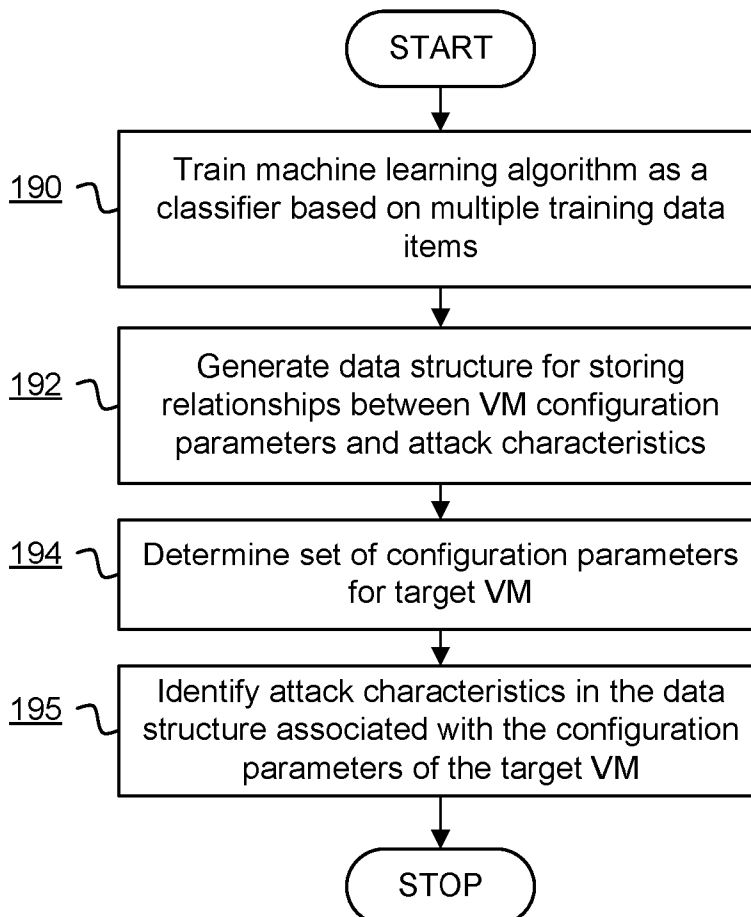 START
190
Train machine learning algorithm as a
classifier based on multiple training data
items
192
Generate data structure for storing
relationships between VM configuration
parameters and attack characteristics
194
Determine set of configuration parameters
for target VM
195
Identify attack characteristics in the data
structure associated with the configuration
parameters of the target VM
STOP